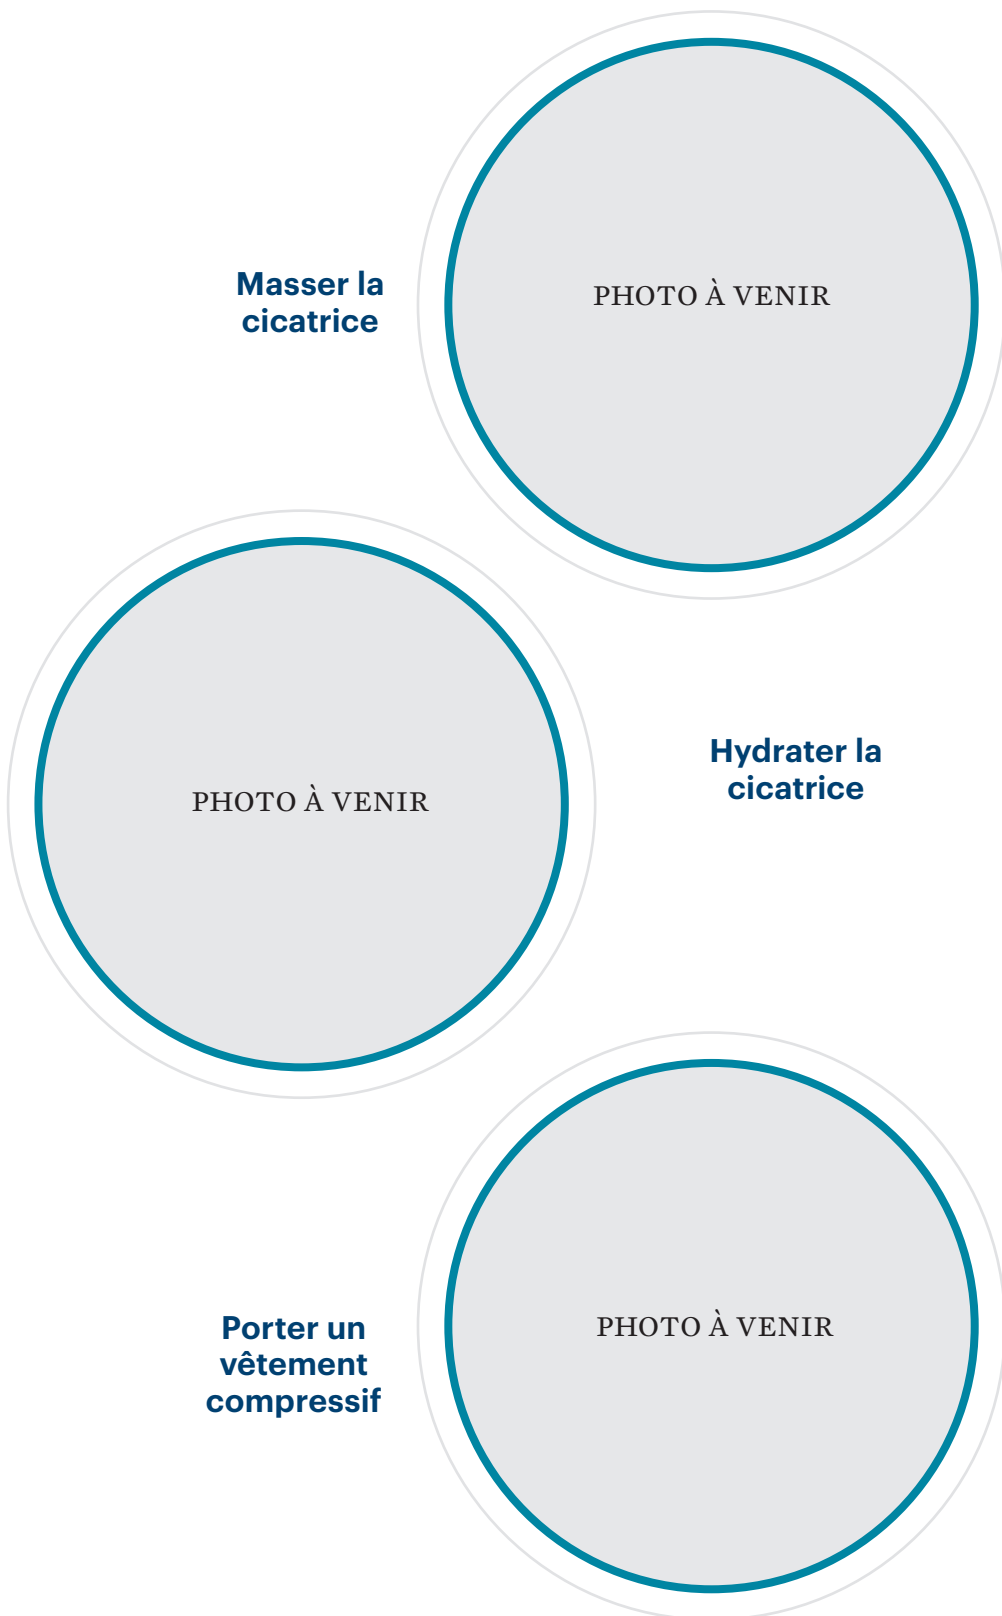 Masser la
cicatrice
PHOTO À VENIR
PHOTO À VENIR
Hydrater la
cicatrice
Porter un
vêtement
compressif
PHOTO À VENIR